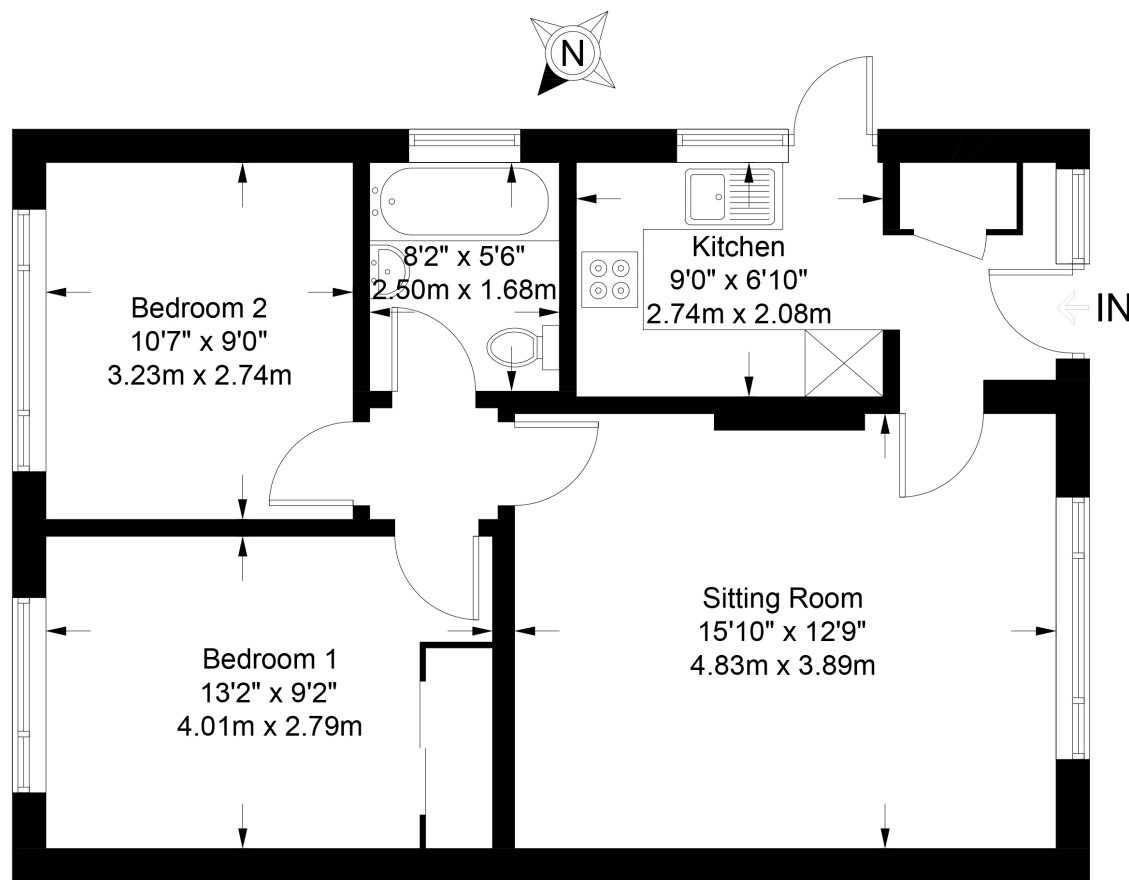 N
Kitchen
9'0" x 6'10"
2.74m x 2.08m
8'2" x 5'6"
2.50m x 1.68m
IN
Bedroom 2
10'7" x 9'0"
3.23m x 2.74m
Sitting Room
15'10" x 12'9"
4.83m x 3.89m
Bedroom 1
13'2" x 9'2"
4.01m x 2.79m